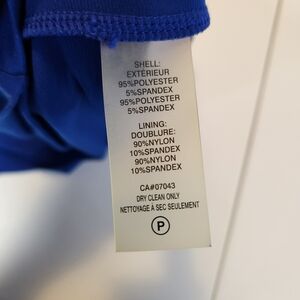 SHELL:
EXTÉRIEUR
95%POLYESTER
5%SPANDEX
95%POLYESTER
5%SPANDEX
LINING:
DOUBLURE:
90%NYLON
10%SPANDEX
90%NYLON
10%SPANDEX
CA#07043
DRY CLEAN ONLY
NETTOYAGE A SEC SEULEMENT
P